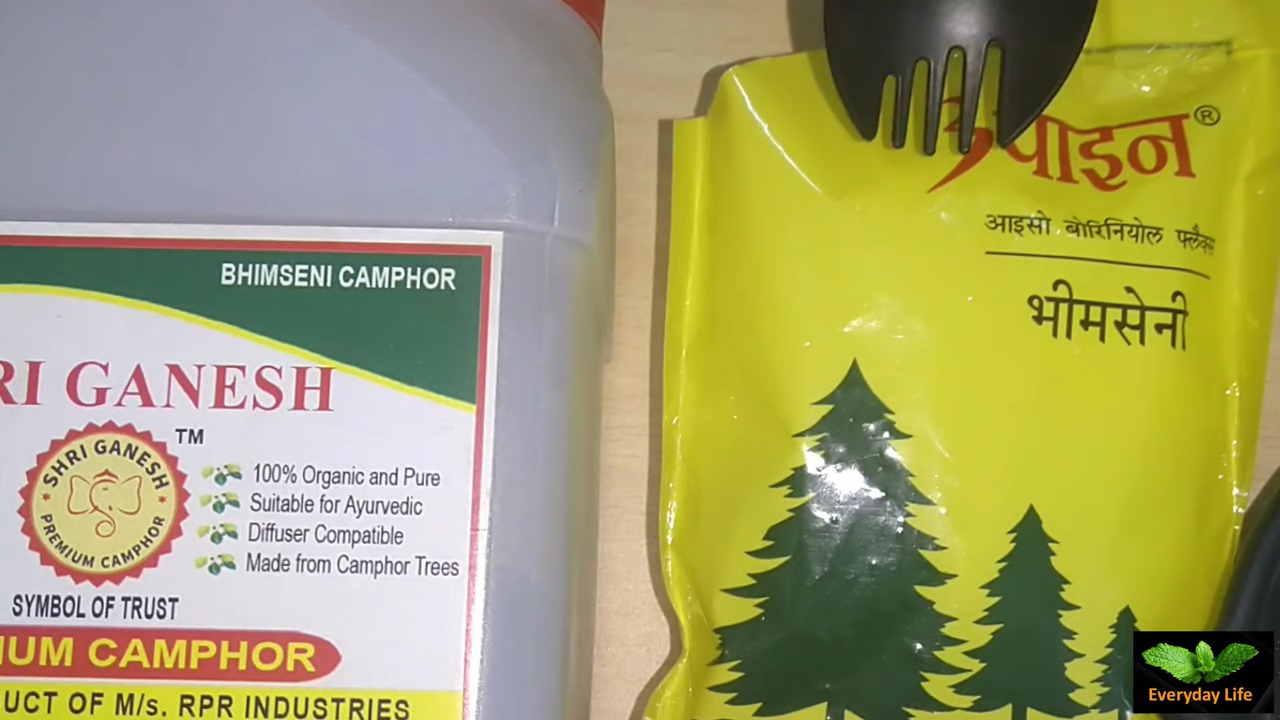 BHIMSENI CAMPHOR
RI GANESH
TM
SHRI GANESH
PREMIUM CAMPHOR
100% Organic and Pure
Suitable for Ayurvedic
Diffuser Compatible
Made from Camphor Trees
SYMBOL OF TRUST
IUM CAMPHOR
UCT OF M/s. RPR INDUSTRIES
पाइन®
आइसो बोरिनियोल फ्लैक्स
भीमसेनी
Everyday Life